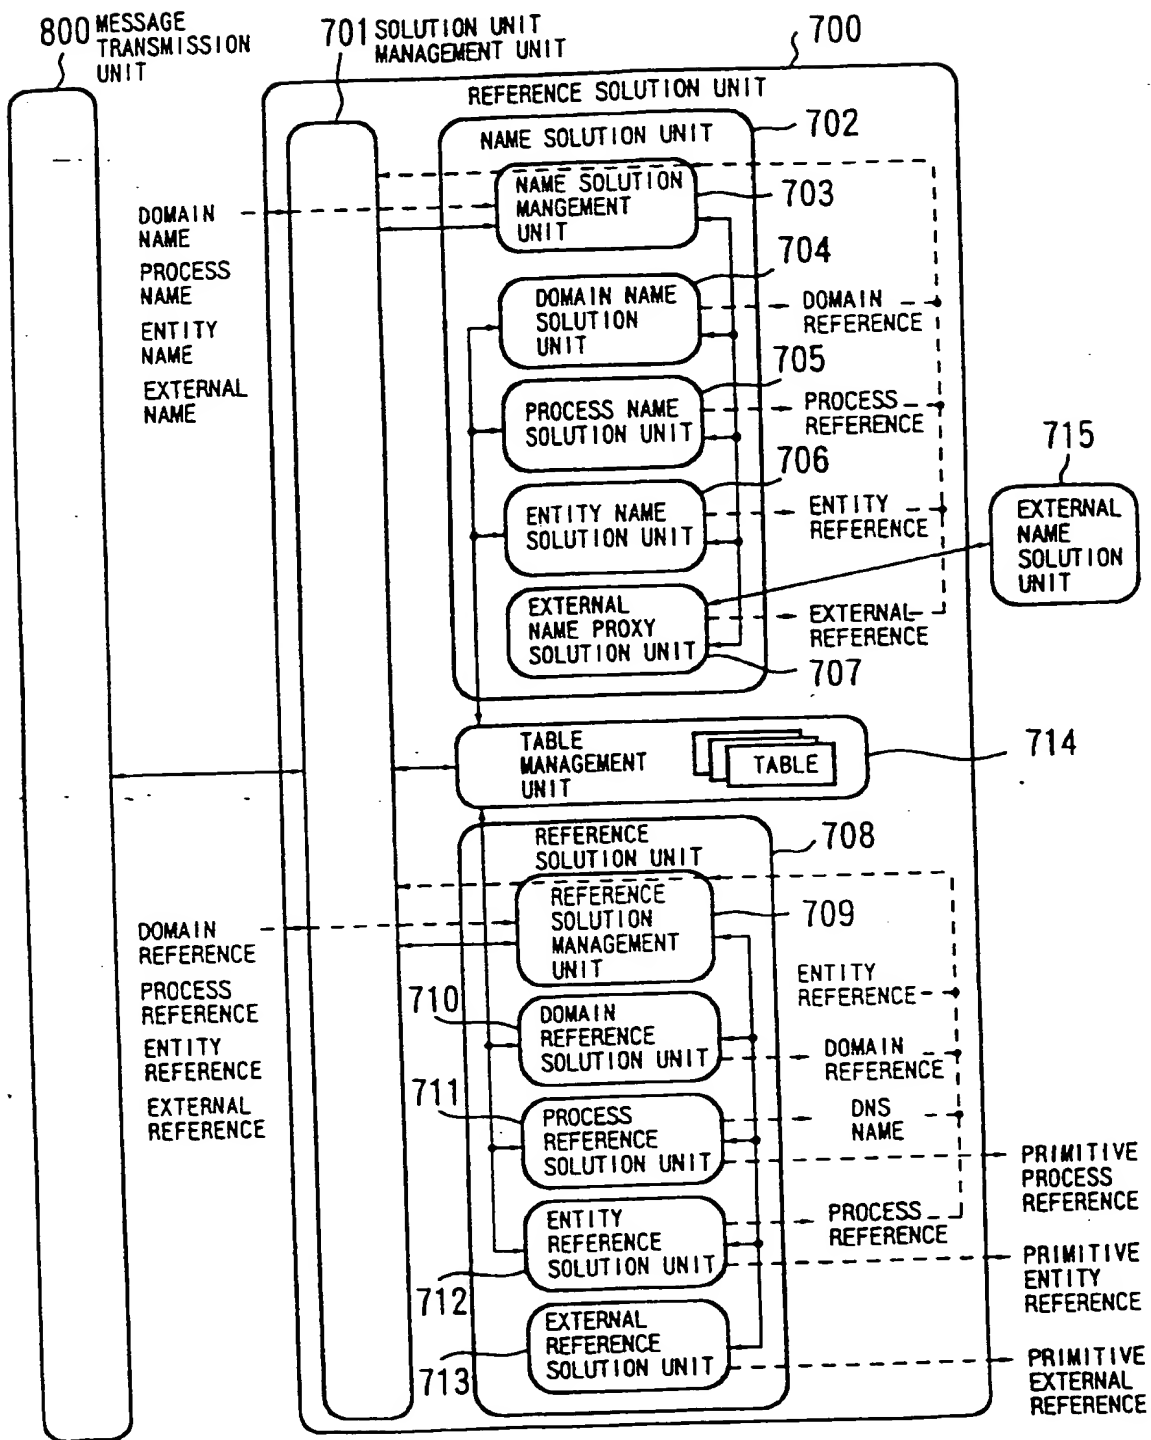 800 MESSAGE
TRANSMISSION
UNIT
701 SOLUTION UNIT
MANAGEMENT UNIT
700
REFERENCE SOLUTION UNIT
NAME SOLUTION UNIT
702
NAME SOLUTION
MANGEMENT
UNIT
703
DOMAIN
NAME
PROCESS
NAME
ENTITY
NAME
EXTERNAL
NAME
704
DOMAIN NAME
SOLUTION
UNIT
DOMAIN
REFERENCE
705
PROCESS NAME
SOLUTION UNIT
PROCESS
REFERENCE
706
ENTITY NAME
SOLUTION UNIT
ENTITY
REFERENCE
715
EXTERNAL
NAME
SOLUTION
UNIT
EXTERNAL
NAME PROXY
SOLUTION UNIT
EXTERNAL
REFERENCE
707
TABLE
MANAGEMENT
UNIT
TABLE
714
REFERENCE
SOLUTION UNIT
708
REFERENCE
SOLUTION
MANAGEMENT
UNIT
709
DOMAIN
REFERENCE
PROCESS
REFERENCE
ENTITY
REFERENCE
EXTERNAL
REFERENCE
ENTITY
REFERENCE
710
DOMAIN
REFERENCE
SOLUTION UNIT
DOMAIN
REFERENCE
711
PROCESS
REFERENCE
SOLUTION UNIT
DNS
NAME
PRIMITIVE
PROCESS
REFERENCE
ENTITY
REFERENCE
SOLUTION UNIT
PROCESS
REFERENCE
712
PRIMITIVE
ENTITY
REFERENCE
EXTERNAL
REFERENCE
SOLUTION UNIT
713
PRIMITIVE
EXTERNAL
REFERENCE